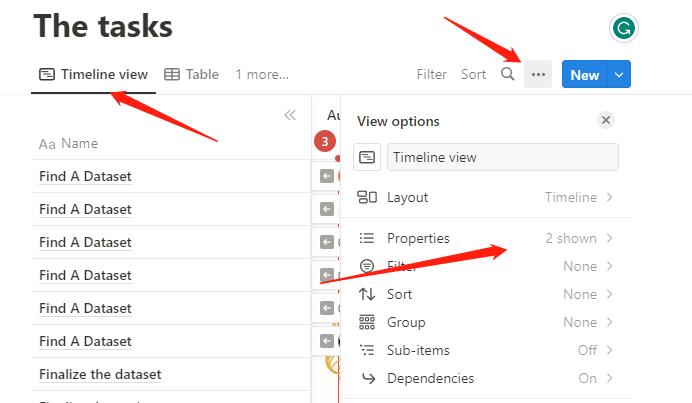 The tasks
G
Timeline view Table 1 more... Filter Sort New
Au
3
View options
Aa Name
Timeline view
Find A Dataset
Layout Timeline
Find A Dataset
Properties 2 shown
Find A Dataset
Filter None
Find A Dataset
Sort None
Find A Dataset
Group None
Find A Dataset
Sub-items Off
Finalize the dataset
Dependencies On